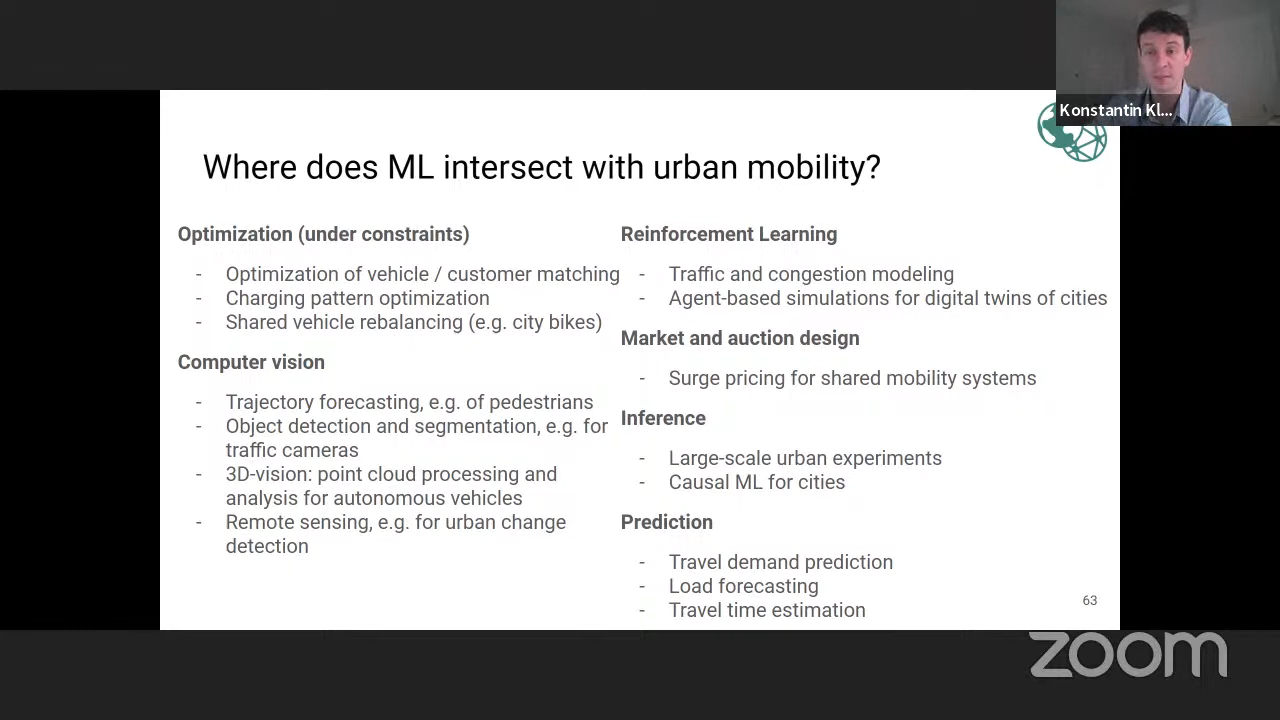 Konstantin Kl...
Where does ML intersect with urban mobility?
Optimization (under constraints)
- Optimization of vehicle / customer matching
- Charging pattern optimization
- Shared vehicle rebalancing (e.g. city bikes)
Computer vision
- Trajectory forecasting, e.g. of pedestrians
- Object detection and segmentation, e.g. for
traffic cameras
- 3D-vision: point cloud processing and
analysis for autonomous vehicles
- Remote sensing, e.g. for urban change
detection
Reinforcement Learning
- Traffic and congestion modeling
- Agent-based simulations for digital twins of cities
Market and auction design
- Surge pricing for shared mobility systems
Inference
- Large-scale urban experiments
- Causal ML for cities
Prediction
- Travel demand prediction
- Load forecasting
- Travel time estimation
63
zoom